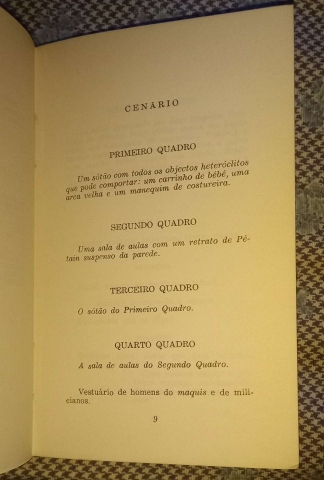 CENÁRIO
PRIMEIRO QUADRO
Um sótão com todos os objectos heteróclitos
que pode comportar: um carrinho de bébé, uma
arca velha e um manequim de costureira.
SEGUNDO QUADRO
Uma sala de aulas com um retrato de Pé-
tain suspenso da parede.
TERCEIRO QUADRO
O sótão do Primeiro Quadro.
QUARTO QUADRO
A sala de aulas do Segundo Quadro.
Vestuário de homens do maquis e de mili-
cianos.
9